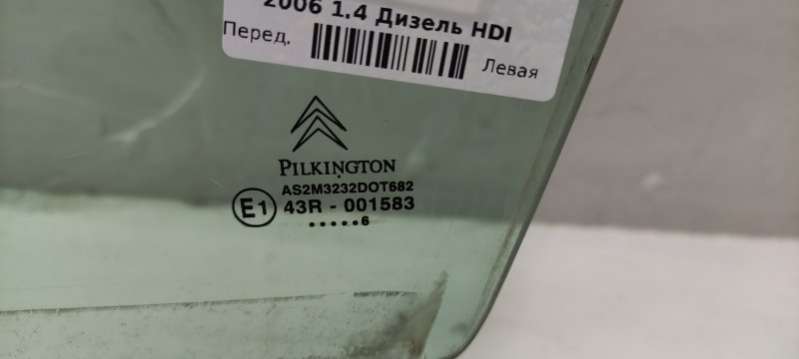 2006 1.4 Дизель HDI
Перед.
Левая
PILKINGTON
AS2M3232DOT682
E1
43R - 001583
.....6